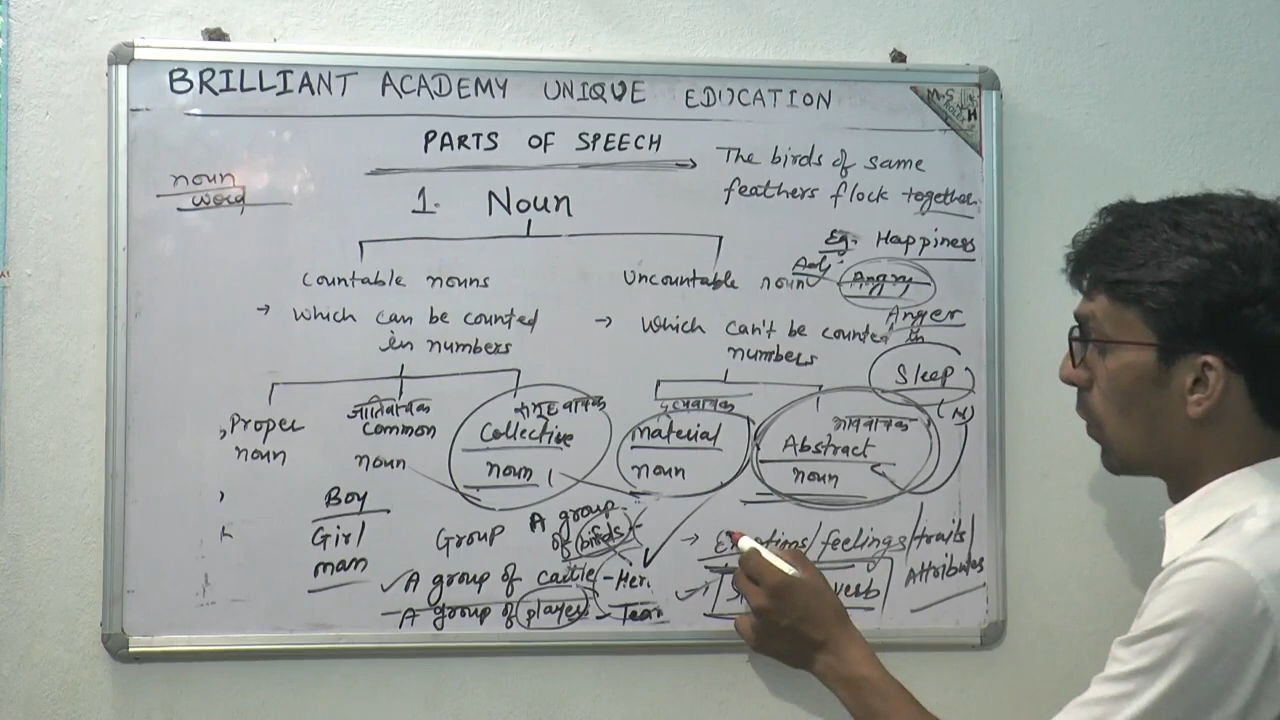 BRILLIANT ACADEMY UNIQUE EDUCATION
PARTS OF SPEECH
The birds of same
feathers flock together.
noun
word
1. Noun
Eg. Happiness
Adj. Angry
Anger
Sleep
(N)
Countable nouns
→ which can be counted
in numbers
Uncountable noun
→ which can't be counted in
numbers
Proper
noun
जातिवाचक
common
noun
समूहवाचक
Collective
noun
द्रव्यवाचक
material
noun
भाववाचक
Abstract
noun
Boy
Girl
man
Group
A group
of birds
A group of cattle - Her.
A group of player - Team
→ /feelings/traits/
Attributes
verb